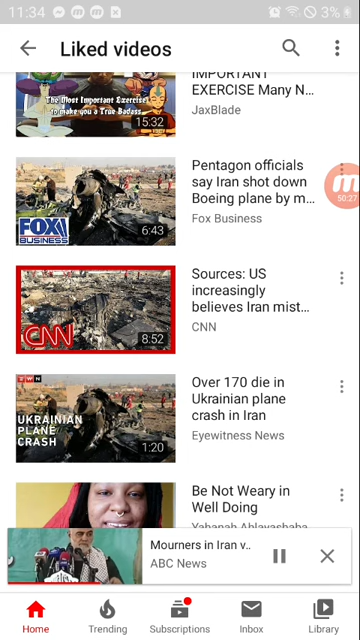 11:34
3%
Liked videos
The Most Important Exercise
to make you a True Badass
15:32
IMPORTANT
EXERCISE Many N...
JaxBlade
FOX
BUSINESS
6:43
Pentagon officials
say Iran shot down
Boeing plane by m...
Fox Business
50:27
CNN
8:52
Sources: US
increasingly
believes Iran mist...
CNN
UKRAINIAN
PLANE
CRASH
1:20
Over 170 die in
Ukrainian plane
crash in Iran
Eyewitness News
Be Not Weary in
Well Doing
Yabanah Ablayashaba
Mourners in Iran v..
ABC News
Home
Trending
Subscriptions
Inbox
Library